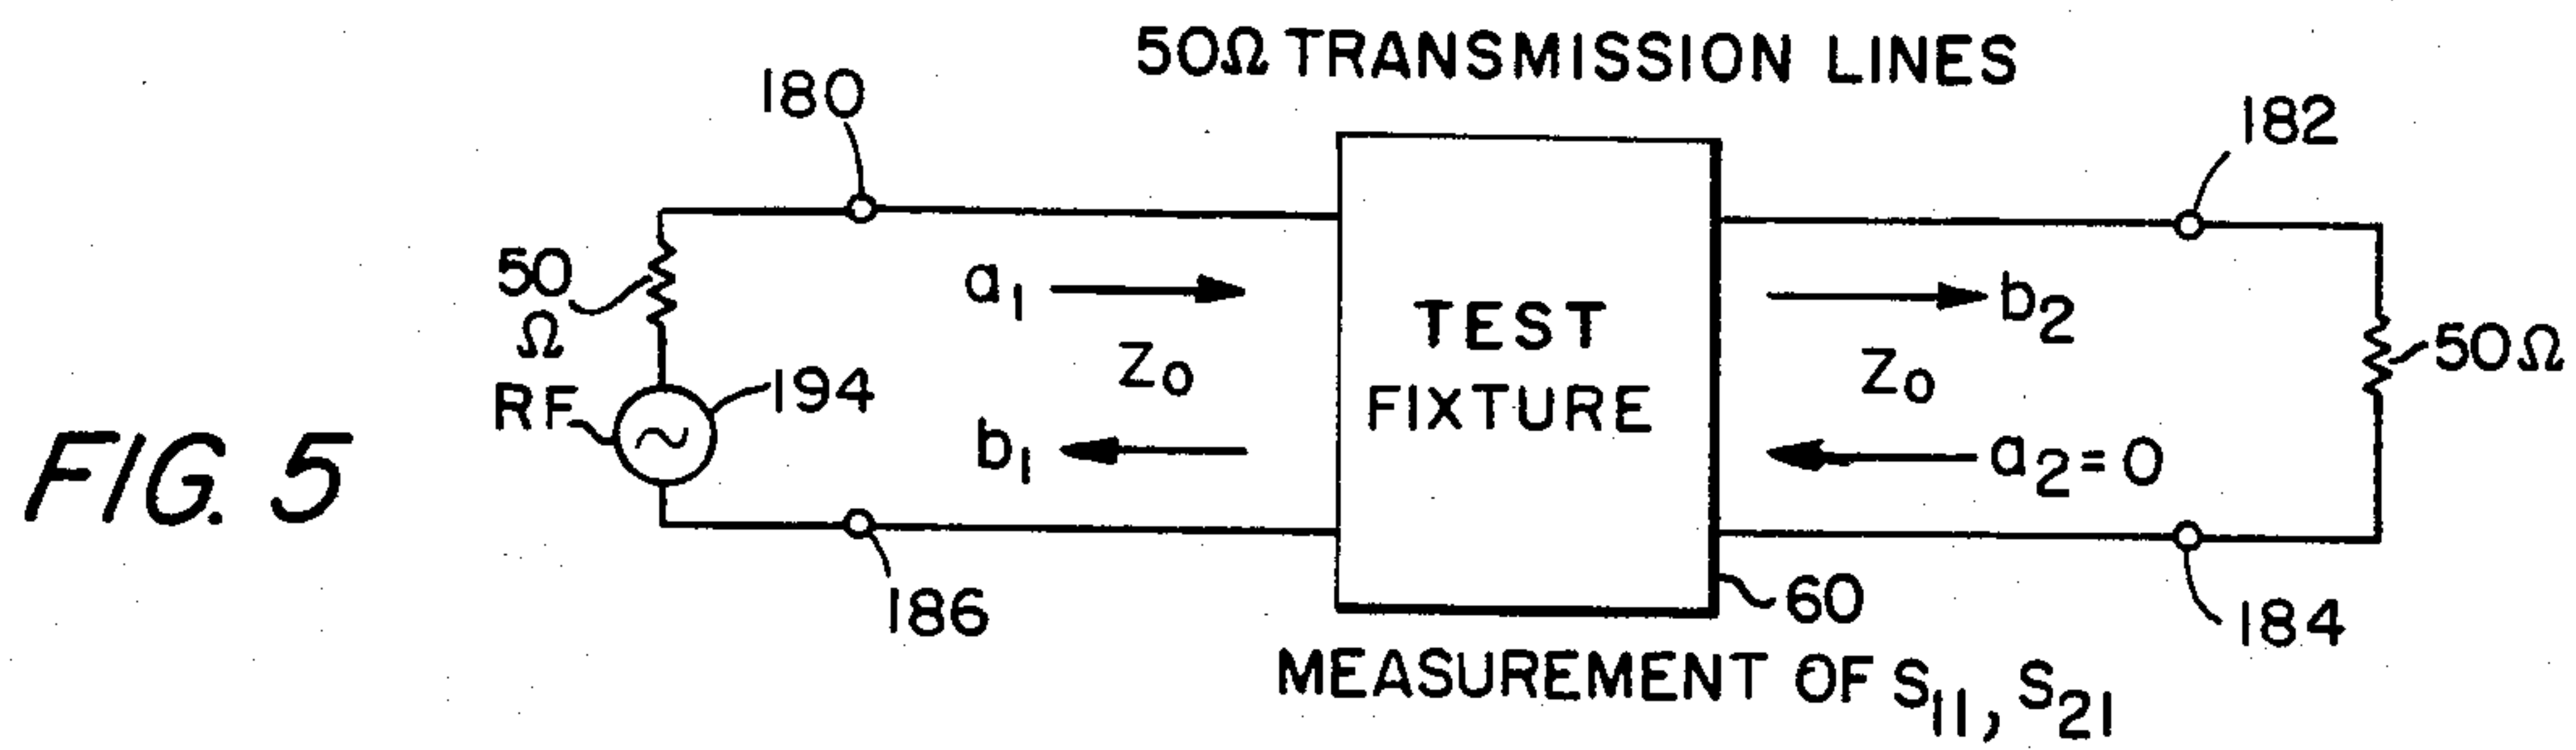 50Ω TRANSMISSION LINES
180
182
50
Ω
a₁
b₂
TEST
FIXTURE
Z₀
Z₀
50Ω
RF
194
b₁
a₂=0
FIG. 5
186
60
184
MEASUREMENT OF S₁₁, S₂₁